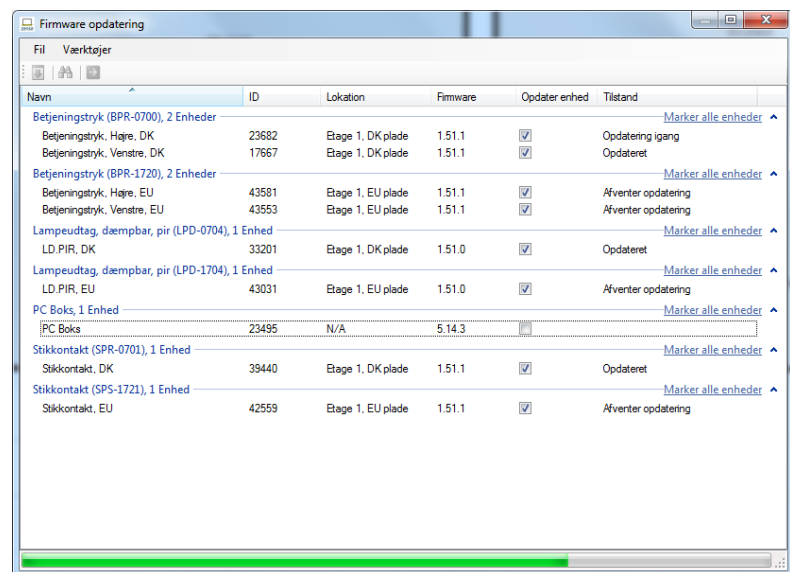 Firmware opdatering
Fil Værktøjer
Navn ID Lokation Firmware Opdater enhed Tilstand
Betjeningstryk (BPR-0700), 2 Enheder Marker alle enheder
Betjeningstryk, Højre, DK 23682 Etage 1, DK plade 1.51.1 Opdatering igang
Betjeningstryk, Venstre, DK 17667 Etage 1, DK plade 1.51.1 Opdateret
Betjeningstryk (BPR-1720), 2 Enheder Marker alle enheder
Betjeningstryk, Højre, EU 43581 Etage 1, EU plade 1.51.1 Afventer opdatering
Betjeningstryk, Venstre, EU 43553 Etage 1, EU plade 1.51.1 Afventer opdatering
Lampeudtag, dæmpbar, pir (LPD-0704), 1 Enhed Marker alle enheder
LD.PIR, DK 33201 Etage 1, DK plade 1.51.0 Opdateret
Lampeudtag, dæmpbar, pir (LPD-1704), 1 Enhed Marker alle enheder
LD.PIR, EU 43031 Etage 1, EU plade 1.51.0 Afventer opdatering
PC Boks, 1 Enhed Marker alle enheder
PC Boks 23495 N/A 5.14.3
Stikkontakt (SPR-0701), 1 Enhed Marker alle enheder
Stikkontakt, DK 39440 Etage 1, DK plade 1.51.1 Opdateret
Stikkontakt (SPS-1721), 1 Enhed Marker alle enheder
Stikkontakt, EU 42559 Etage 1, EU plade 1.51.1 Afventer opdatering